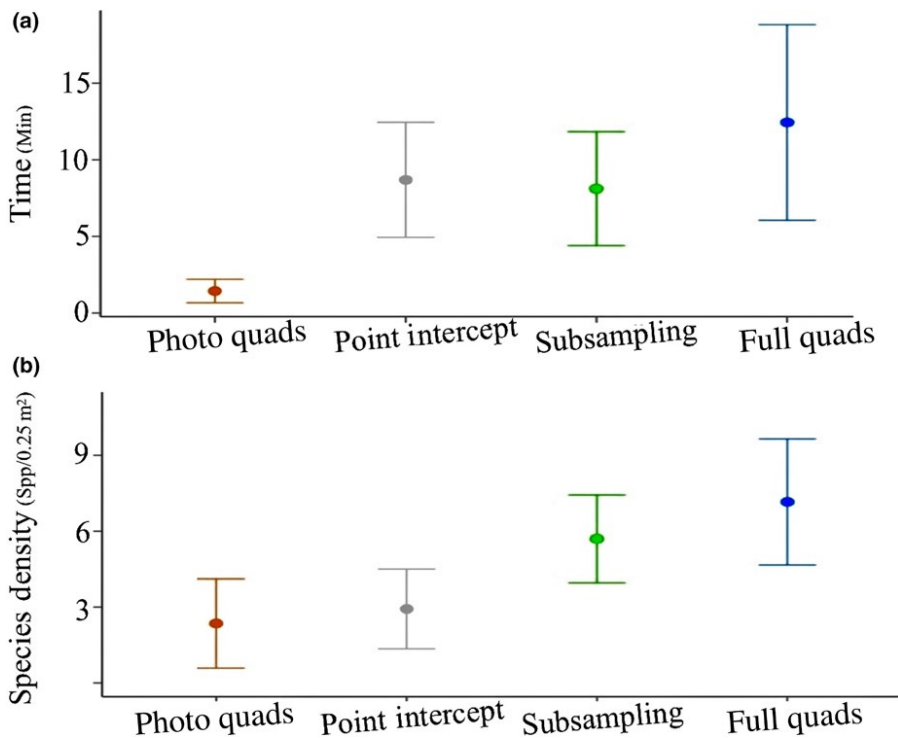 (a)
Time (Min)
15
10
5
0
Photo quads Point intercept Subsampling Full quads
(b)
Species density (Spp/0.25 m²)
9
6
3
Photo quads Point intercept Subsampling Full quads